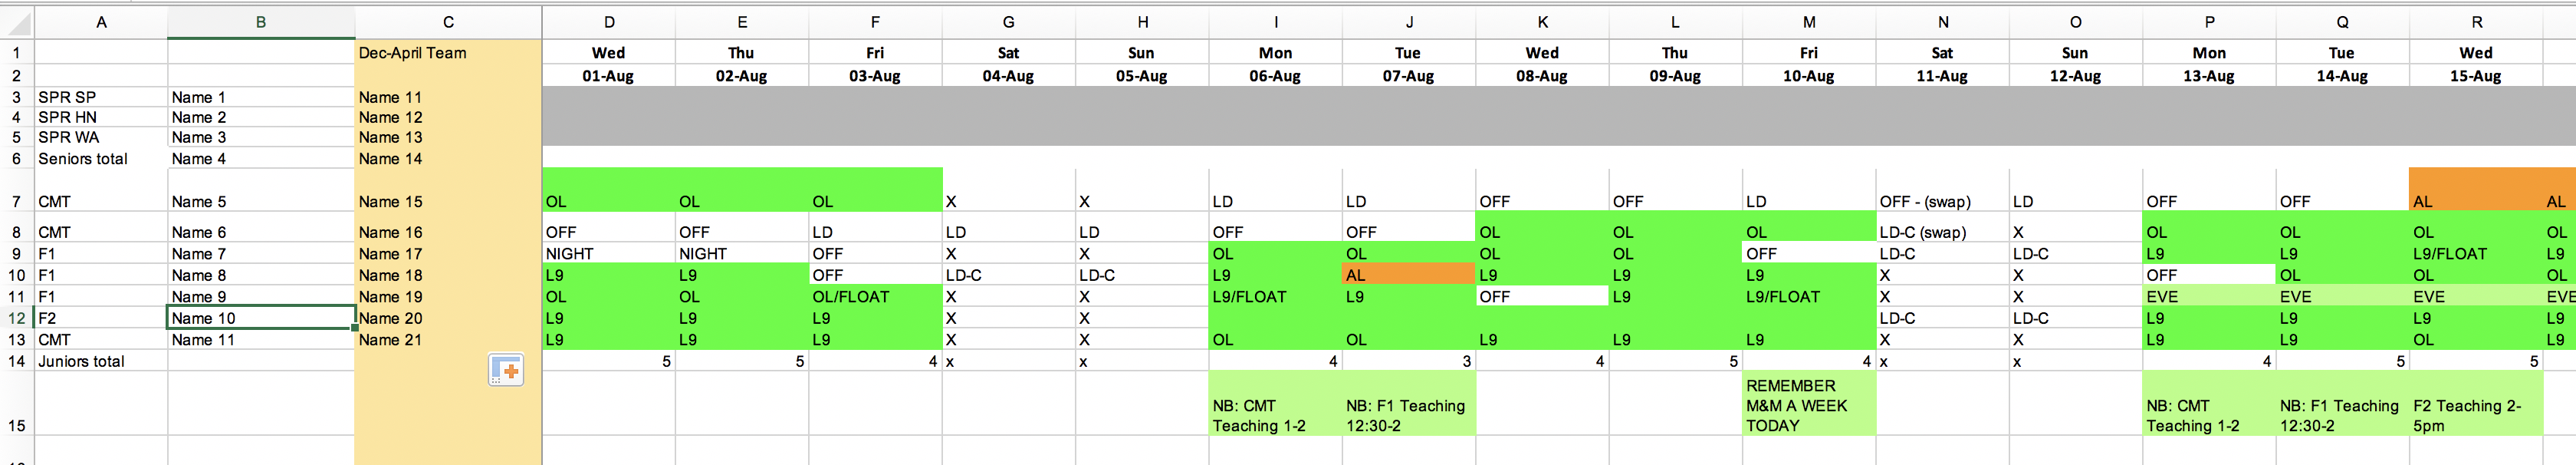 A B C D E F G H I J K L M N O P Q R
1 Dec-April Team Wed Thu Fri Sat Sun Mon Tue Wed Thu Fri Sat Sun Mon Tue Wed
2 01-Aug 02-Aug 03-Aug 04-Aug 05-Aug 06-Aug 07-Aug 08-Aug 09-Aug 10-Aug 11-Aug 12-Aug 13-Aug 14-Aug 15-Aug
3 SPR SP Name 1 Name 11
4 SPR HN Name 2 Name 12
5 SPR WA Name 3 Name 13
6 Seniors total Name 4 Name 14
7 CMT Name 5 Name 15 OL OL OL X X LD LD OFF OFF LD OFF - (swap) LD OFF OFF AL AL
8 CMT Name 6 Name 16 OFF OFF LD LD LD OFF OFF OL OL OL LD-C (swap) X OL OL OL OL
9 F1 Name 7 Name 17 NIGHT NIGHT OFF X X OL OL OL OL OFF LD-C LD-C L9 L9 L9/FLOAT L9
10 F1 Name 8 Name 18 L9 L9 OFF LD-C LD-C L9 AL L9 L9 L9 X X OFF OL OL OL
11 F1 Name 9 Name 19 OL OL OL/FLOAT X X L9/FLOAT L9 OFF L9 L9/FLOAT X X EVE EVE EVE EVE
12 F2 Name 10 Name 20 L9 L9 L9 X X LD-C LD-C L9 L9 L9 L9
13 CMT Name 11 Name 21 L9 L9 L9 X X OL OL L9 L9 L9 X X L9 L9 OL L9
14 Juniors total 5 5 4 x x 4 3 4 5 4 x x 4 5 5
REMEMBER
NB: CMT NB: F1 Teaching M&M A WEEK NB: CMT NB: F1 Teaching F2 Teaching 2-
15 Teaching 1-2 12:30-2 TODAY Teaching 1-2 12:30-2 5pm